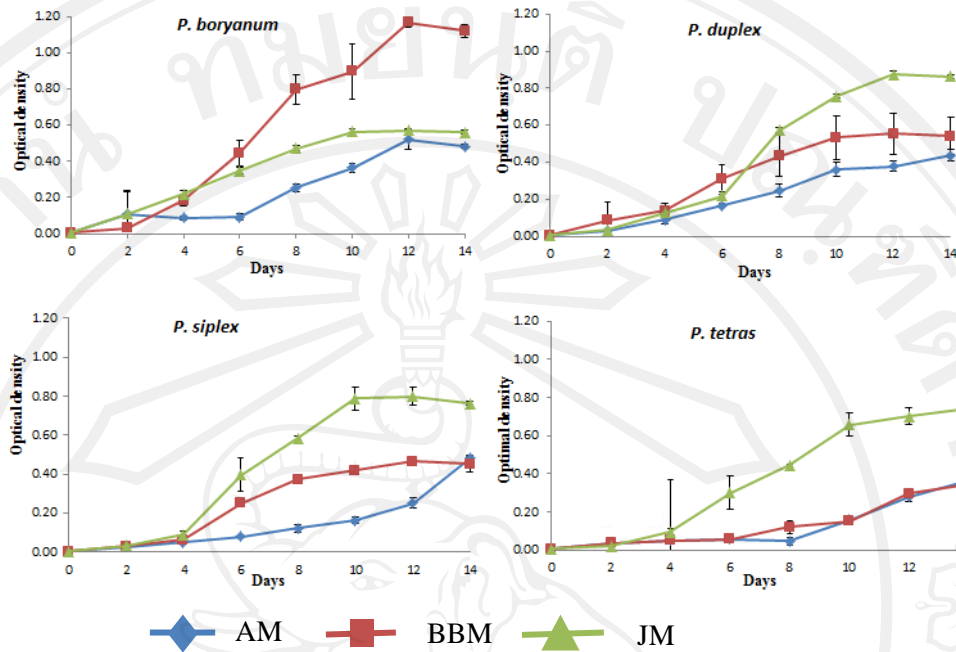 P. boryanum
Optical density
1.20
1.00
0.80
0.60
0.40
0.20
0.00
0 2 4 6 8 10 12 14
Days
P. duplex
Optical density
1.20
1.00
0.80
0.60
0.40
0.20
0.00
0 2 4 6 8 10 12 14
Days
P. siplex
Optical density
1.20
1.00
0.80
0.60
0.40
0.20
0.00
0 2 4 6 8 10 12 14
Days
P. tetras
Optimal density
1.20
1.00
0.80
0.60
0.40
0.20
0.00
0 2 4 6 8 10 12
Days
AM BBM JM